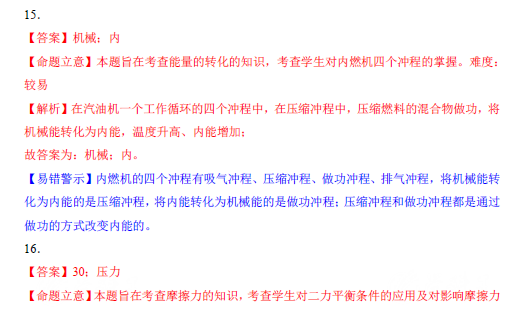 15.
【答案】机械；内
【命题立意】本题旨在考查能量的转化的知识，考查学生对内燃机四个冲程的掌握。难度：
较易
【解析】在汽油机一个工作循环的四个冲程中，在压缩冲程中，压缩燃料的混合物做功，将
机械能转化为内能，温度升高、内能增加；
故答案为：机械；内。
【易错警示】内燃机的四个冲程有吸气冲程、压缩冲程、做功冲程、排气冲程，将机械能转
化为内能的是压缩冲程，将内能转化为机械能的是做功冲程；压缩冲程和做功冲程都是通过
做功的方式改变内能的。
16.
【答案】30；压力
【命题立意】本题旨在考查摩擦力的知识，考查学生对二力平衡条件的应用及对影响摩擦力